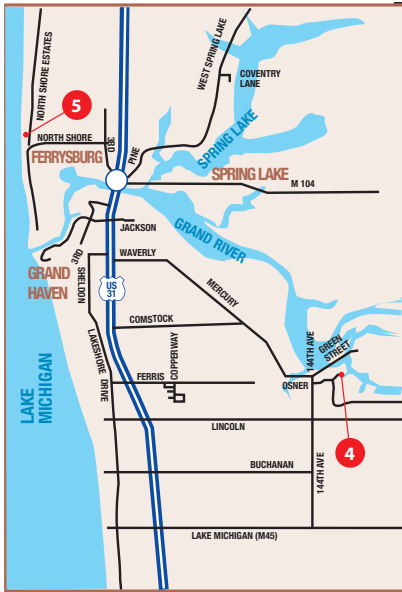 NORTH SHORE ESTATES
WEST SPRING LAKE
COVENTRY
LANE
5
NORTH SHORE
3RD
PINE
SPRING LAKE
FERRYSBURG
SPRING LAKE
M 104
GRAND RIVER
JACKSON
3RD
WAVERLY
GRAND
HAVEN
SHELDON
US
31
MERCURY
COMSTOCK
LAKESHORE
DRIVE
COPPERWAY
FERRIS
144TH AVE
GREEN
STREET
OSNER
LAKE
MICHIGAN
LINCOLN
4
BUCHANAN
144TH AVE
LAKE MICHIGAN (M45)